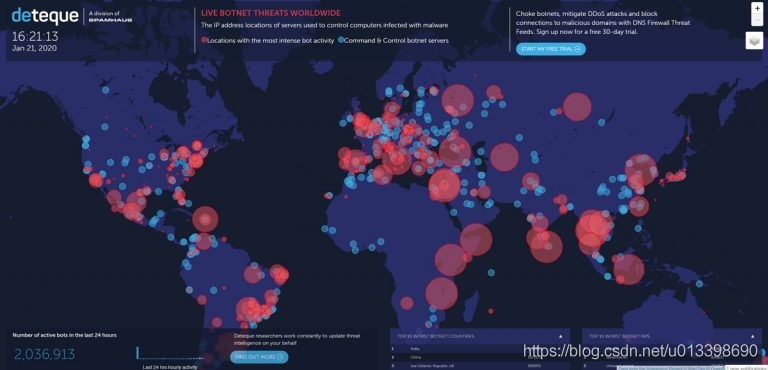 deteque
A division of
SPAMHAUS
16:21:13
Jan 21, 2020
LIVE BOTNET THREATS WORLDWIDE
The IP address locations of servers used to control computers infected with malware
Locations with the most intense bot activity
Command & Control botnet servers
Choke botnets, mitigate DDoS attacks and block
connections to malicious domains with DNS Firewall Threat
Feeds. Sign up now for a free 30-day trial.
START MY FREE TRIAL
+
Number of active bots in the last 24 hours
2,036,913
Last 24 hrs hourly activity
Deteque researchers work constantly to update threat
intelligence on your behalf.
FIND OUT MORE
TOP 10 WORST BOTNET COUNTRIES
1 India
2 China
3 Iran (Islamic Republic of)
TOP 10 WORST BOTNET ISPS
https://blog.csdn.net/u013398690